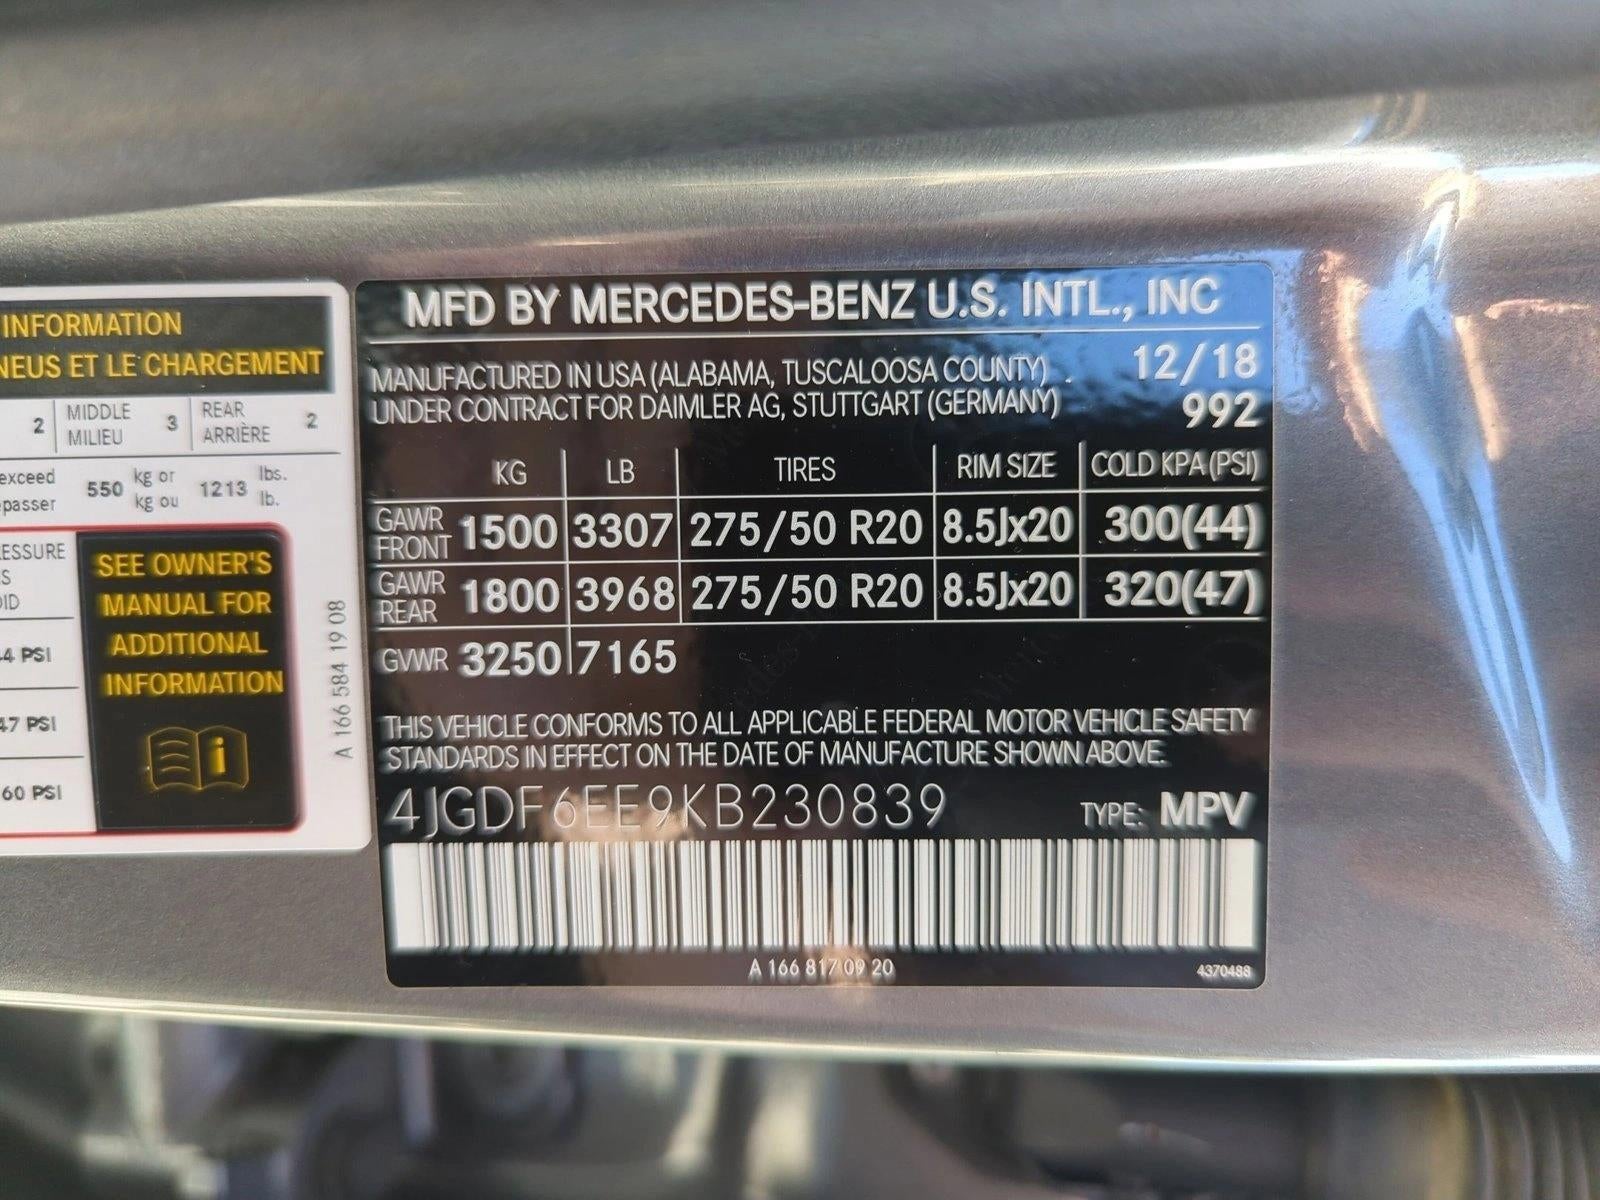 INFORMATION
NEUS ET LE CHARGEMENT
2 MIDDLE MILIEU 3 REAR ARRIÈRE 2
exceed kg or lbs.
550 1213
passer kg ou lb.
ESSURE
SEE OWNER'S
MANUAL FOR
ADDITIONAL
INFORMATION
4 PSI
47 PSI
60 PSI
A 166 584 19 08
MFD BY MERCEDES-BENZ U.S. INTL., INC
MANUFACTURED IN USA (ALABAMA, TUSCALOOSA COUNTY) . 12/18
UNDER CONTRACT FOR DAIMLER AG, STUTTGART (GERMANY) 992
KG LB TIRES RIM SIZE COLD KPA (PSI)
GAWR FRONT 1500 3307 275/50 R20 8.5Jx20 300(44)
GAWR REAR 1800 3968 275/50 R20 8.5Jx20 320(47)
GVWR 3250 7165
THIS VEHICLE CONFORMS TO ALL APPLICABLE FEDERAL MOTOR VEHICLE SAFETY
STANDARDS IN EFFECT ON THE DATE OF MANUFACTURE SHOWN ABOVE.
4JGDF6EE9KB230839 TYPE: MPV
A 166 817 09 20
4370488